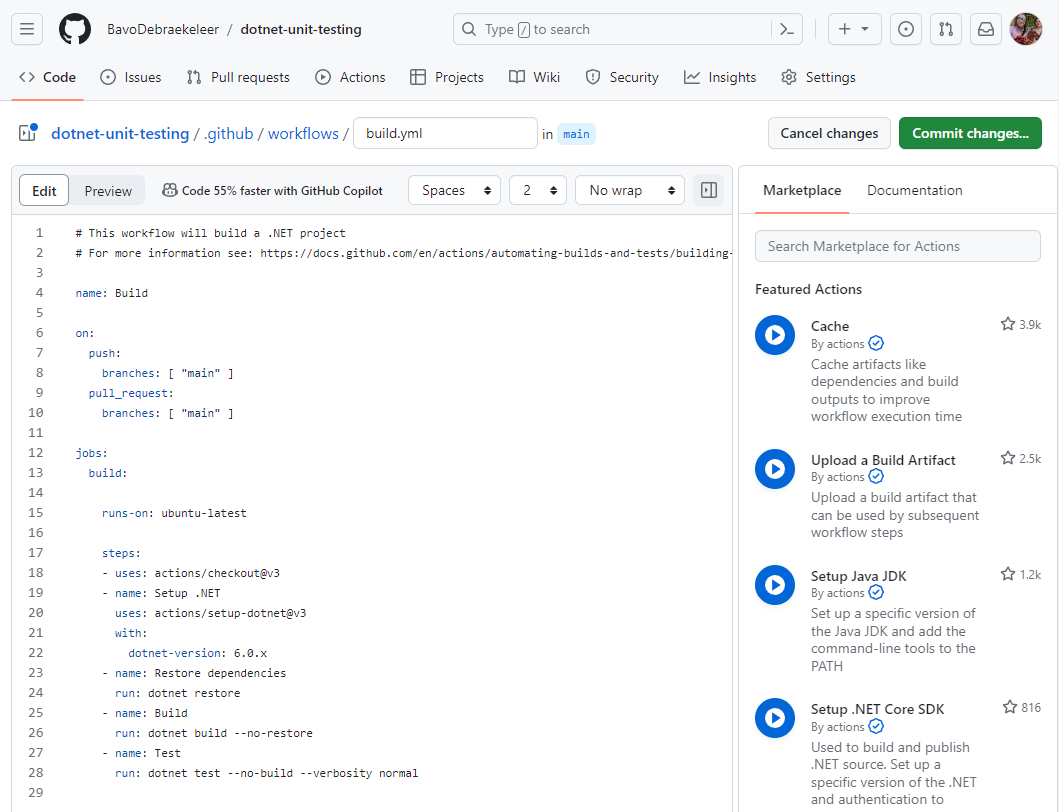 BavoDebraekeleer / dotnet-unit-testing
Type / to search
Code
Issues
Pull requests
Actions
Projects
Wiki
Security
Insights
Settings
dotnet-unit-testing / .github / workflows / build.yml in main
Cancel changes
Commit changes...
Edit
Preview
Code 55% faster with GitHub Copilot
Spaces
2
No wrap
1 # This workflow will build a .NET project
2 # For more information see: https://docs.github.com/en/actions/automating-builds-and-tests/building-
3
4 name: Build
5
6 on:
7   push:
8     branches: [ "main" ]
9   pull_request:
10     branches: [ "main" ]
11
12 jobs:
13   build:
14
15     runs-on: ubuntu-latest
16
17     steps:
18     - uses: actions/checkout@v3
19     - name: Setup .NET
20       uses: actions/setup-dotnet@v3
21       with:
22         dotnet-version: 6.0.x
23     - name: Restore dependencies
24       run: dotnet restore
25     - name: Build
26       run: dotnet build --no-restore
27     - name: Test
28       run: dotnet test --no-build --verbosity normal
29
Marketplace
Documentation
Search Marketplace for Actions
Featured Actions
Cache
3.9k
By actions
Cache artifacts like
dependencies and build
outputs to improve
workflow execution time
Upload a Build Artifact
2.5k
By actions
Upload a build artifact that
can be used by subsequent
workflow steps
Setup Java JDK
1.2k
By actions
Set up a specific version of
the Java JDK and add the
command-line tools to the
PATH
Setup .NET Core SDK
816
By actions
Used to build and publish
.NET source. Set up a
specific version of the .NET
and authentication to